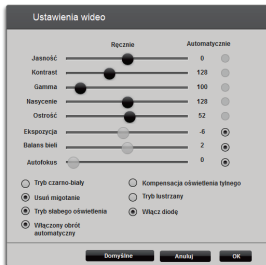 Ustawienia wideo
Ręcznie Automatycznie
Jasność 0
Kontrast 128
Gamma 100
Nasycenie 128
Ostrość 52
Ekspozycja -6
Balans bieli 2
Autofokus 0
Tryb czarno-biały Kompensacja oświetlenia tylnego
Usuń migotanie Tryb lustrzany
Tryb słabego oświetlenia Włącz diodę
Włączony obrót
automatyczny
Domyślne Anuluj OK